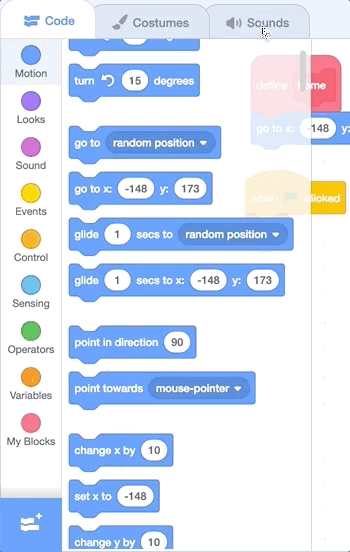 Code
Costumes
Sounds
Motion
Looks
Sound
Events
Control
Sensing
Operators
Variables
My Blocks
turn 15 degrees
go to random position
go to x: -148 y: 173
glide 1 secs to random position
glide 1 secs to x: -148 y: 173
point in direction 90
point towards mouse-pointer
change x by 10
set x to -148
change y by 10
define
go to x: -148 y:
when clicked